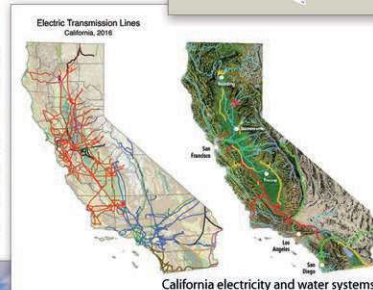 Electric Transmission Lines
California, 2016
San
Francisco
Los
Angeles
San
Diego
California electricity and water systems